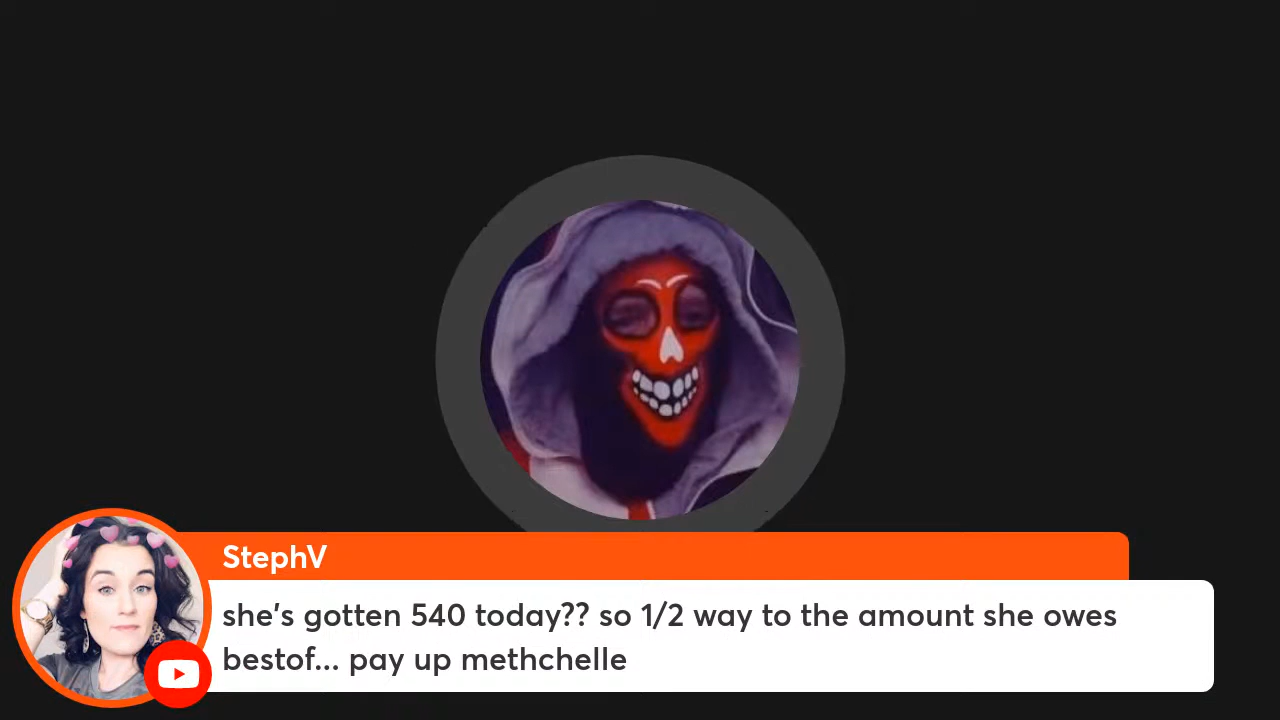 StephV
she's gotten 540 today?? so 1/2 way to the amount she owes
bestof... pay up methchelle